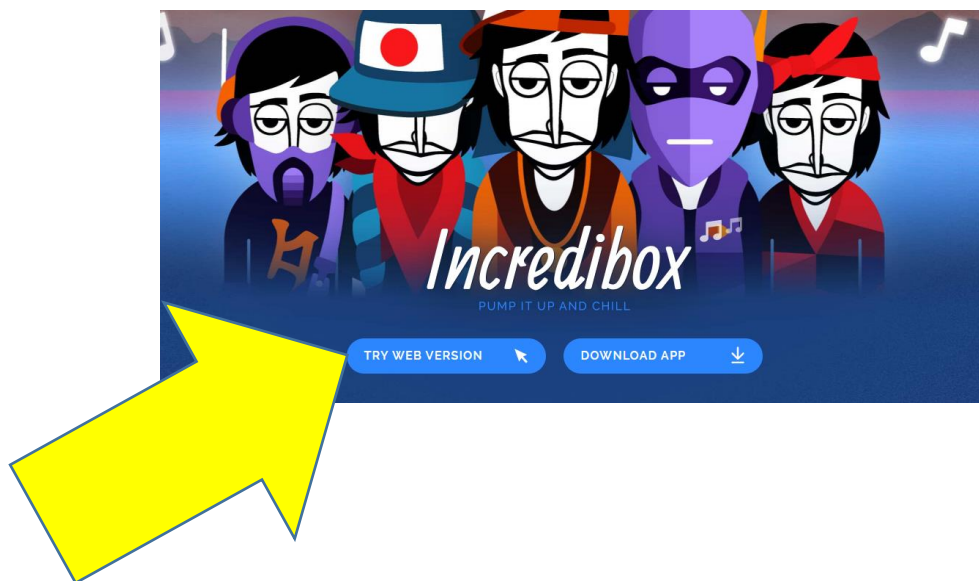 Incredibox
PUMP IT UP AND CHILL
TRY WEB VERSION
DOWNLOAD APP